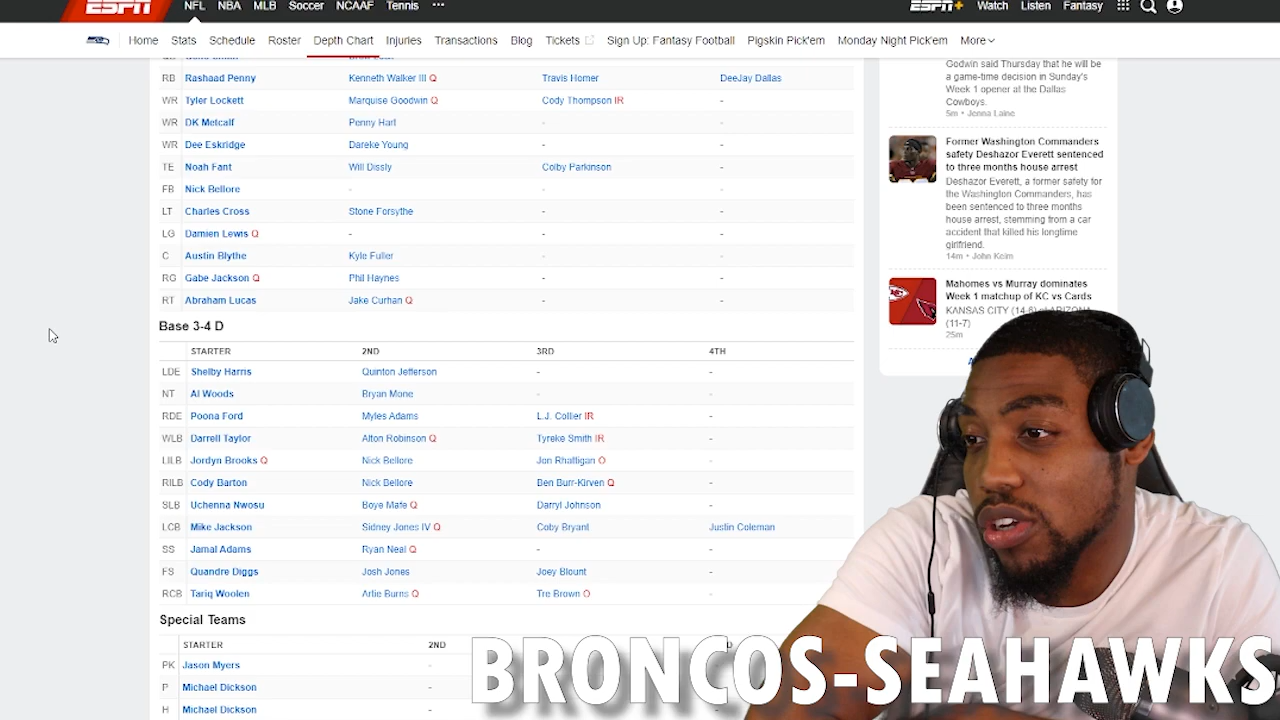 ESPN NFL NBA MLB Soccer NCAAF Tennis ... ESPN+ Watch Listen Fantasy
Home Stats Schedule Roster Depth Chart Injuries Transactions Blog Tickets Sign Up: Fantasy Football Pigskin Pick'em Monday Night Pick'em More
RB Rashaad Penny Kenneth Walker III Q Travis Homer DeeJay Dallas
WR Tyler Lockett Marquise Goodwin Q Cody Thompson IR -
WR DK Metcalf Penny Hart - -
WR Dee Eskridge Dareke Young - -
TE Noah Fant Will Dissly Colby Parkinson -
FB Nick Bellore - - -
LT Charles Cross Stone Forsythe - -
LG Damien Lewis Q - - -
C Austin Blythe Kyle Fuller - -
RG Gabe Jackson Q Phil Haynes - -
RT Abraham Lucas Jake Curhan Q - -
Base 3-4 D
STARTER 2ND 3RD 4TH
LDE Shelby Harris Quinton Jefferson - -
NT Al Woods Bryan Mone - -
RDE Poona Ford Myles Adams L.J. Collier IR -
WLB Darrell Taylor Alton Robinson Q Tyreke Smith IR -
LILB Jordyn Brooks Q Nick Bellore Jon Rhattigan O -
RILB Cody Barton Nick Bellore Ben Burr-Kirven Q -
SLB Uchenna Nwosu Boye Mafe Q Darryl Johnson -
LCB Mike Jackson Sidney Jones IV Q Coby Bryant Justin Coleman
SS Jamal Adams Ryan Neal Q - -
FS Quandre Diggs Josh Jones Joey Blount -
RCB Tariq Woolen Artie Burns Q Tre Brown O -
Special Teams
STARTER 2ND
PK Jason Myers -
P Michael Dickson -
H Michael Dickson -
Godwin said Thursday that he will be
a game-time decision in Sunday's
Week 1 opener at the Dallas
Cowboys.
5m • Jenna Laine
Former Washington Commanders
safety Deshazor Everett sentenced
to three months house arrest
Deshazor Everett, a former safety for
the Washington Commanders, has
been sentenced to three months
house arrest, stemming from a car
accident that killed his longtime
girlfriend.
14m • John Keim
Mahomes vs Murray dominates
Week 1 matchup of KC vs Cards
KANSAS CITY (14-6) at ARIZONA
(11-7)
25m
BRONCOS-SEAHAWKS